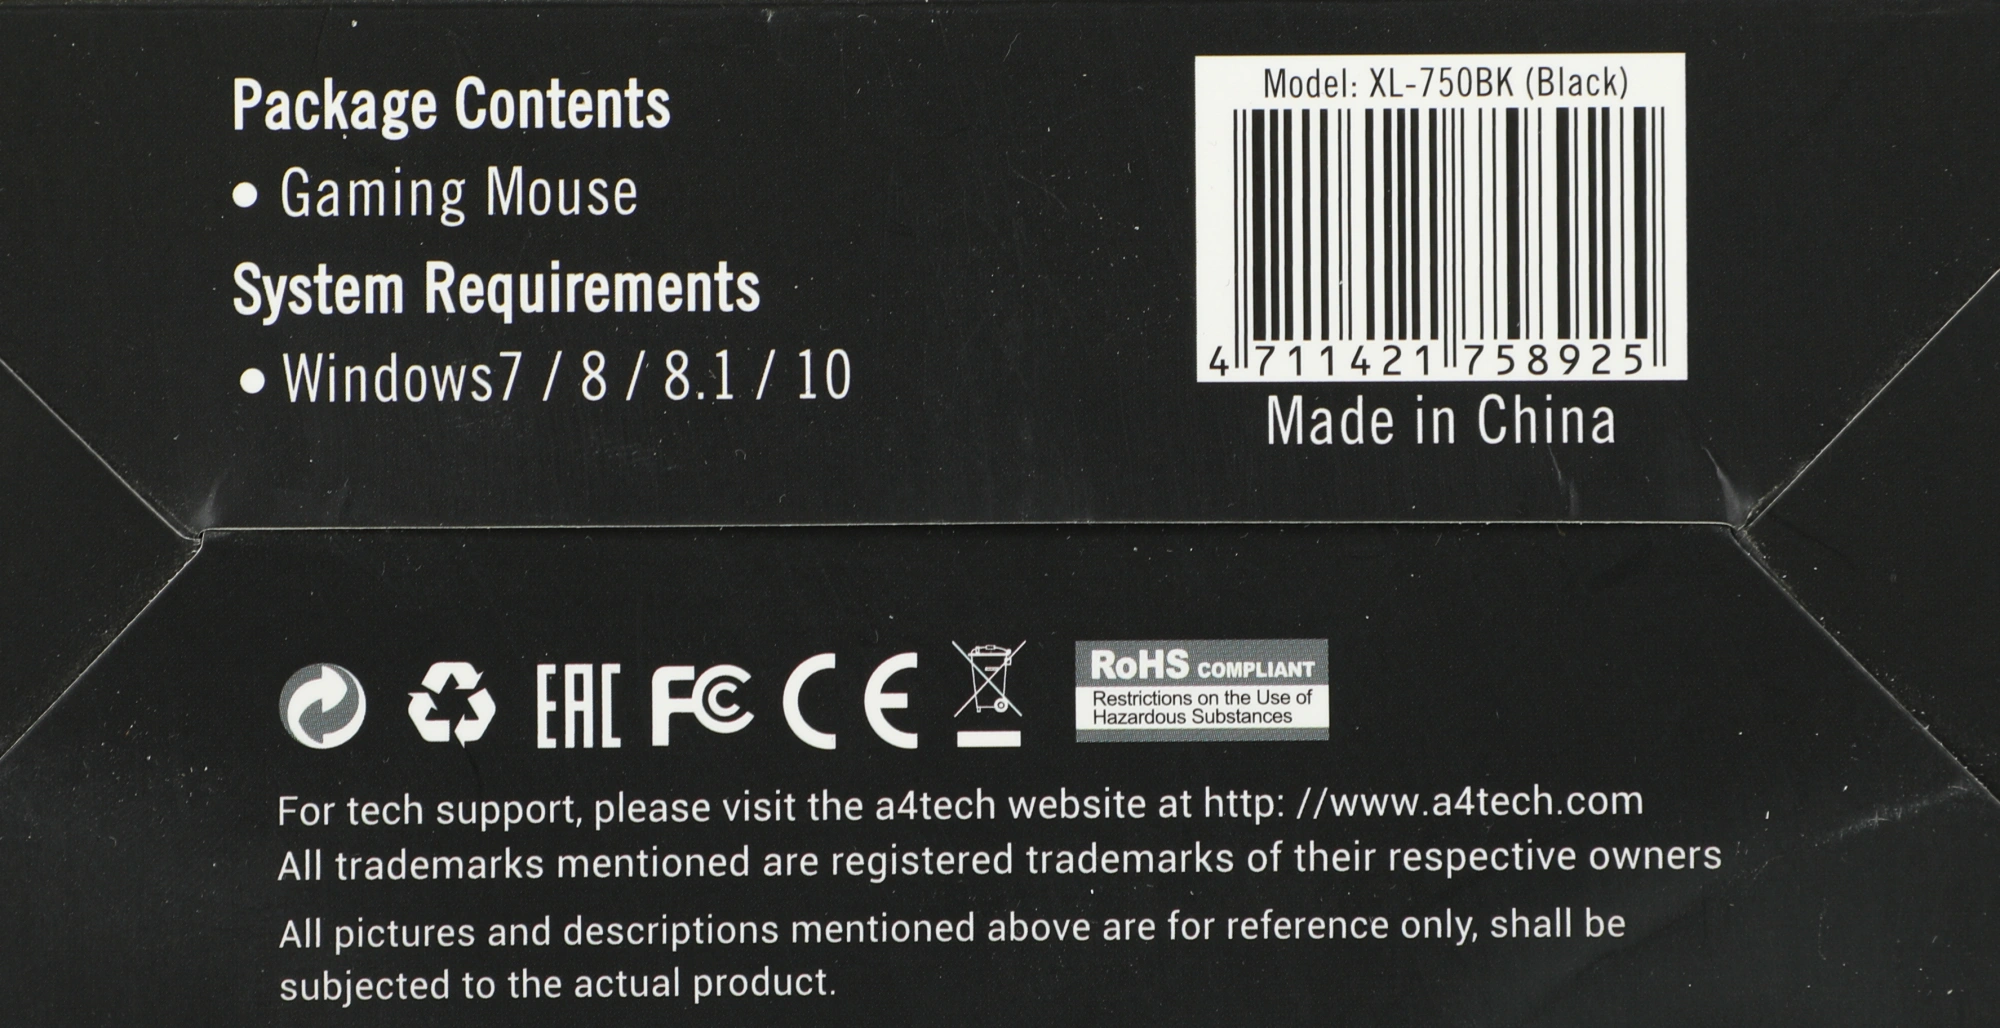 Package Contents
• Gaming Mouse
System Requirements
• Windows7 / 8 / 8.1 / 10
Model: XL-750BK (Black)
4 711421 758925
Made in China
EAC FC CE
RoHS COMPLIANT
Restrictions on the Use of
Hazardous Substances
For tech support, please visit the a4tech website at http: //www.a4tech.com
All trademarks mentioned are registered trademarks of their respective owners
All pictures and descriptions mentioned above are for reference only, shall be
subjected to the actual product.